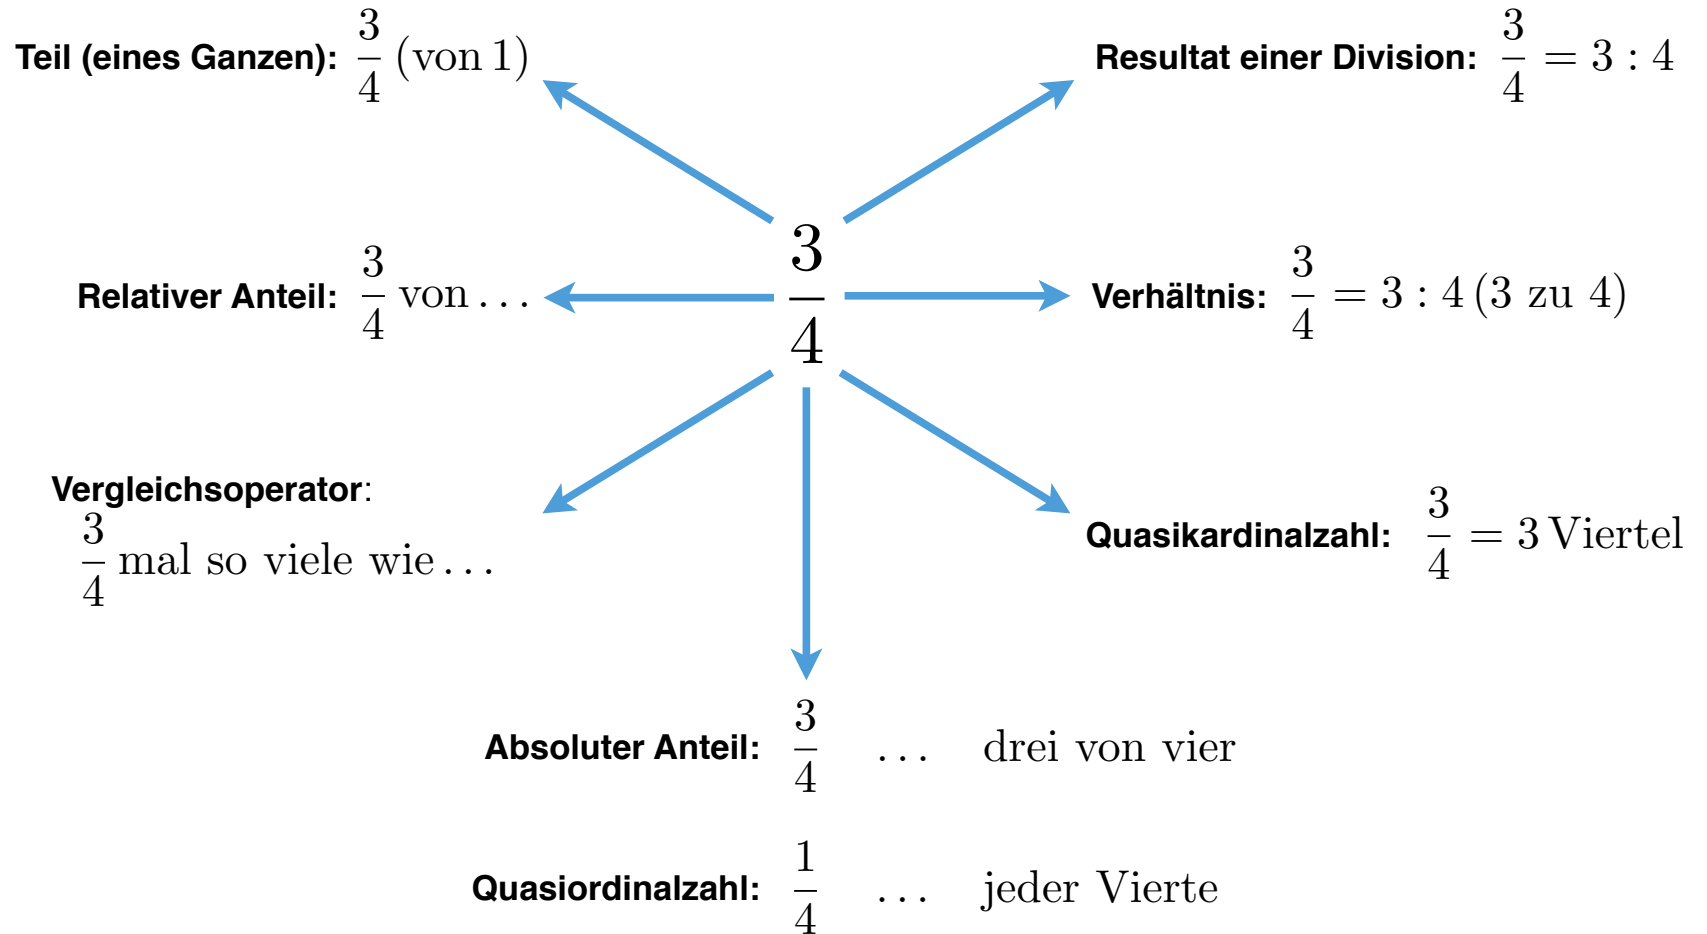 Teil (eines Ganzen): 3/4 (von 1)
Resultat einer Division: 3/4 = 3 : 4
3/4
Relativer Anteil: 3/4 von ...
Verhältnis: 3/4 = 3 : 4 (3 zu 4)
Vergleichsoperator:
3/4 mal so viele wie ...
Quasikardinalzahl: 3/4 = 3 Viertel
Absoluter Anteil: 3/4 ... drei von vier
Quasiordinalzahl: 1/4 ... jeder Vierte